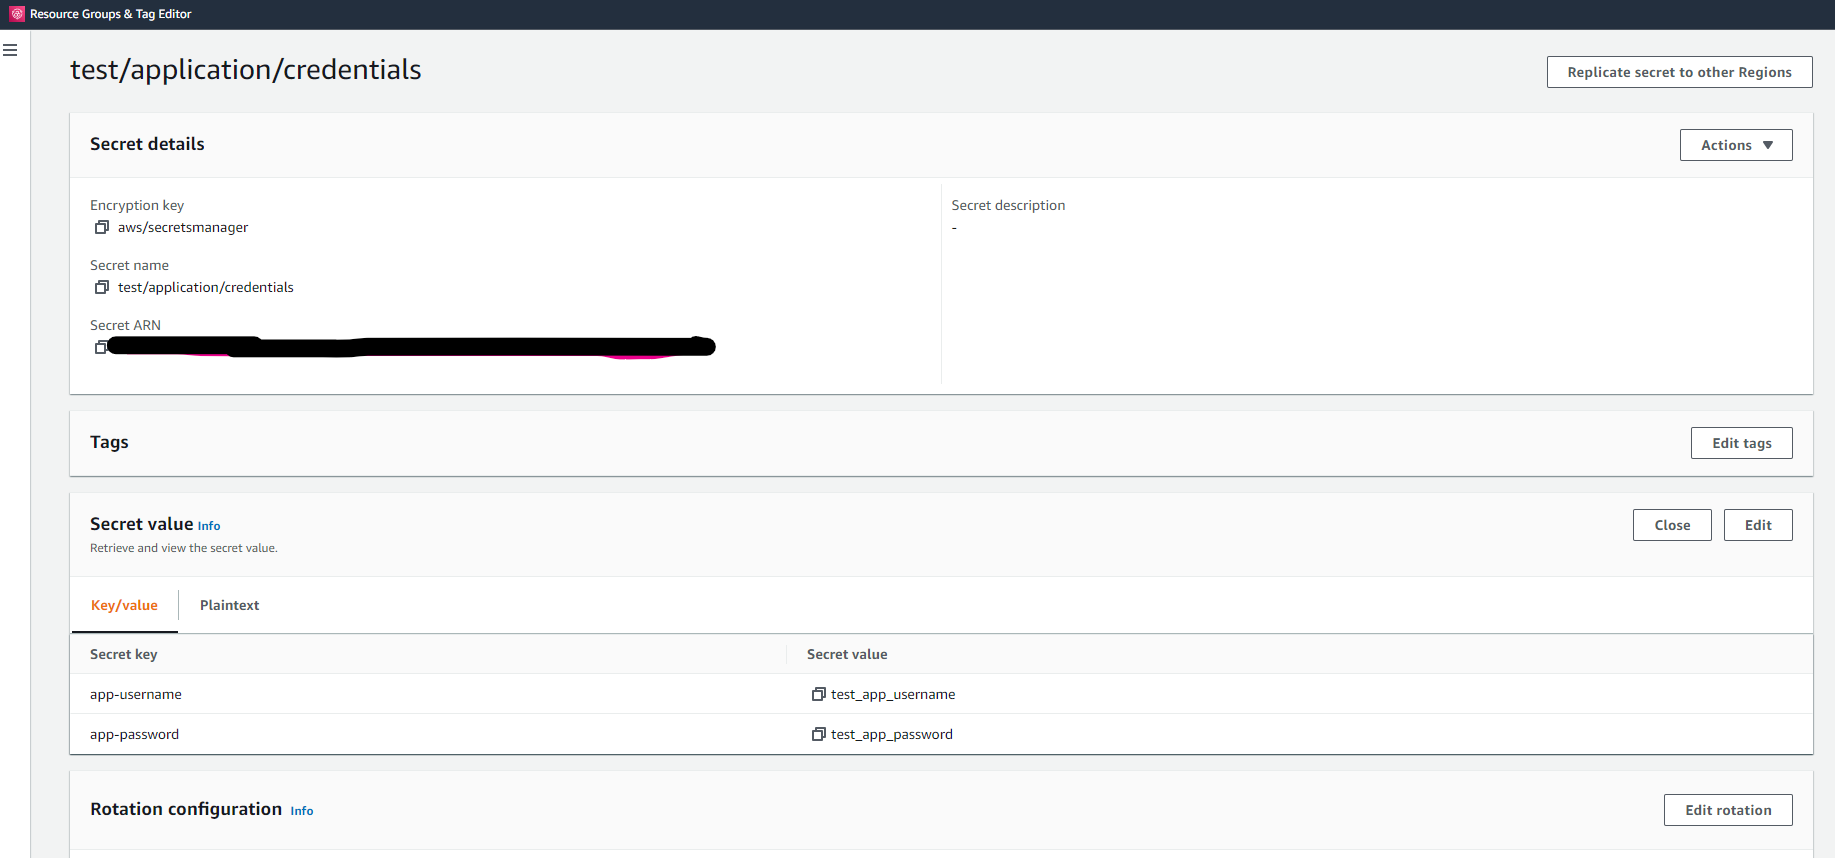 Resource Groups & Tag Editor
test/application/credentials
Replicate secret to other Regions
Secret details
Actions
Encryption key
aws/secretsmanager
Secret description
-
Secret name
test/application/credentials
Secret ARN
Tags
Edit tags
Secret value Info
Retrieve and view the secret value.
Close
Edit
Key/value
Plaintext
Secret key
Secret value
app-username
test_app_username
app-password
test_app_password
Rotation configuration Info
Edit rotation